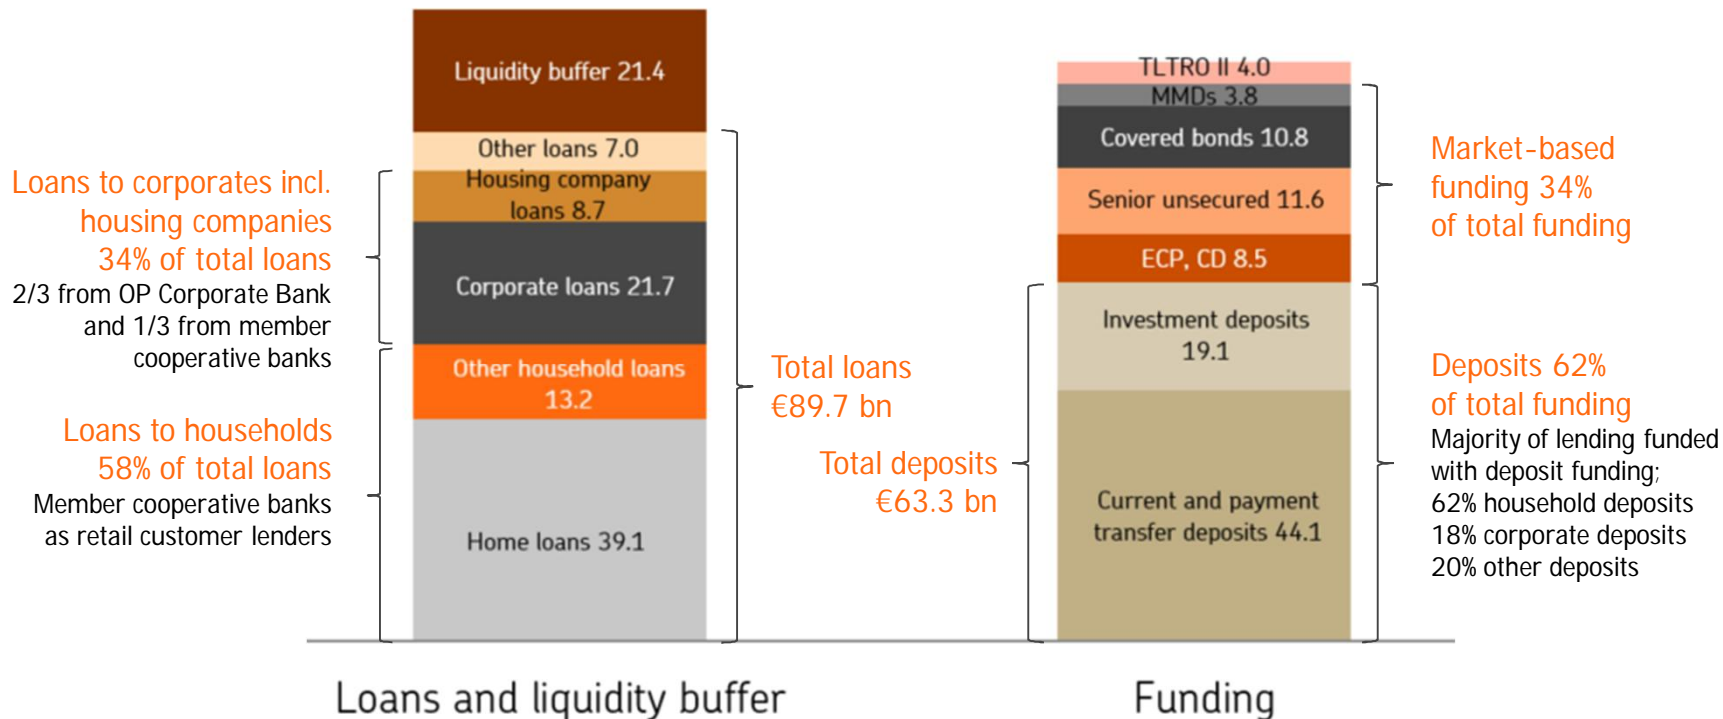 Liquidity buffer 21.4
Other loans 7.0
Housing company
loans 8.7
Corporate loans 21.7
Other household loans
13.2
Home loans 39.1
Loans to corporates incl.
housing companies
34% of total loans
2/3 from OP Corporate Bank
and 1/3 from member
cooperative banks
Loans to households
58% of total loans
Member cooperative banks
as retail customer lenders
Total loans
€89.7 bn
Total deposits
€63.3 bn
TLTRO II 4.0
MMDs 3.8
Covered bonds 10.8
Senior unsecured 11.6
ECP, CD 8.5
Investment deposits
19.1
Current and payment
transfer deposits 44.1
Market-based
funding 34%
of total funding
Deposits 62%
of total funding
Majority of lending funded
with deposit funding;
62% household deposits
18% corporate deposits
20% other deposits
Loans and liquidity buffer
Funding